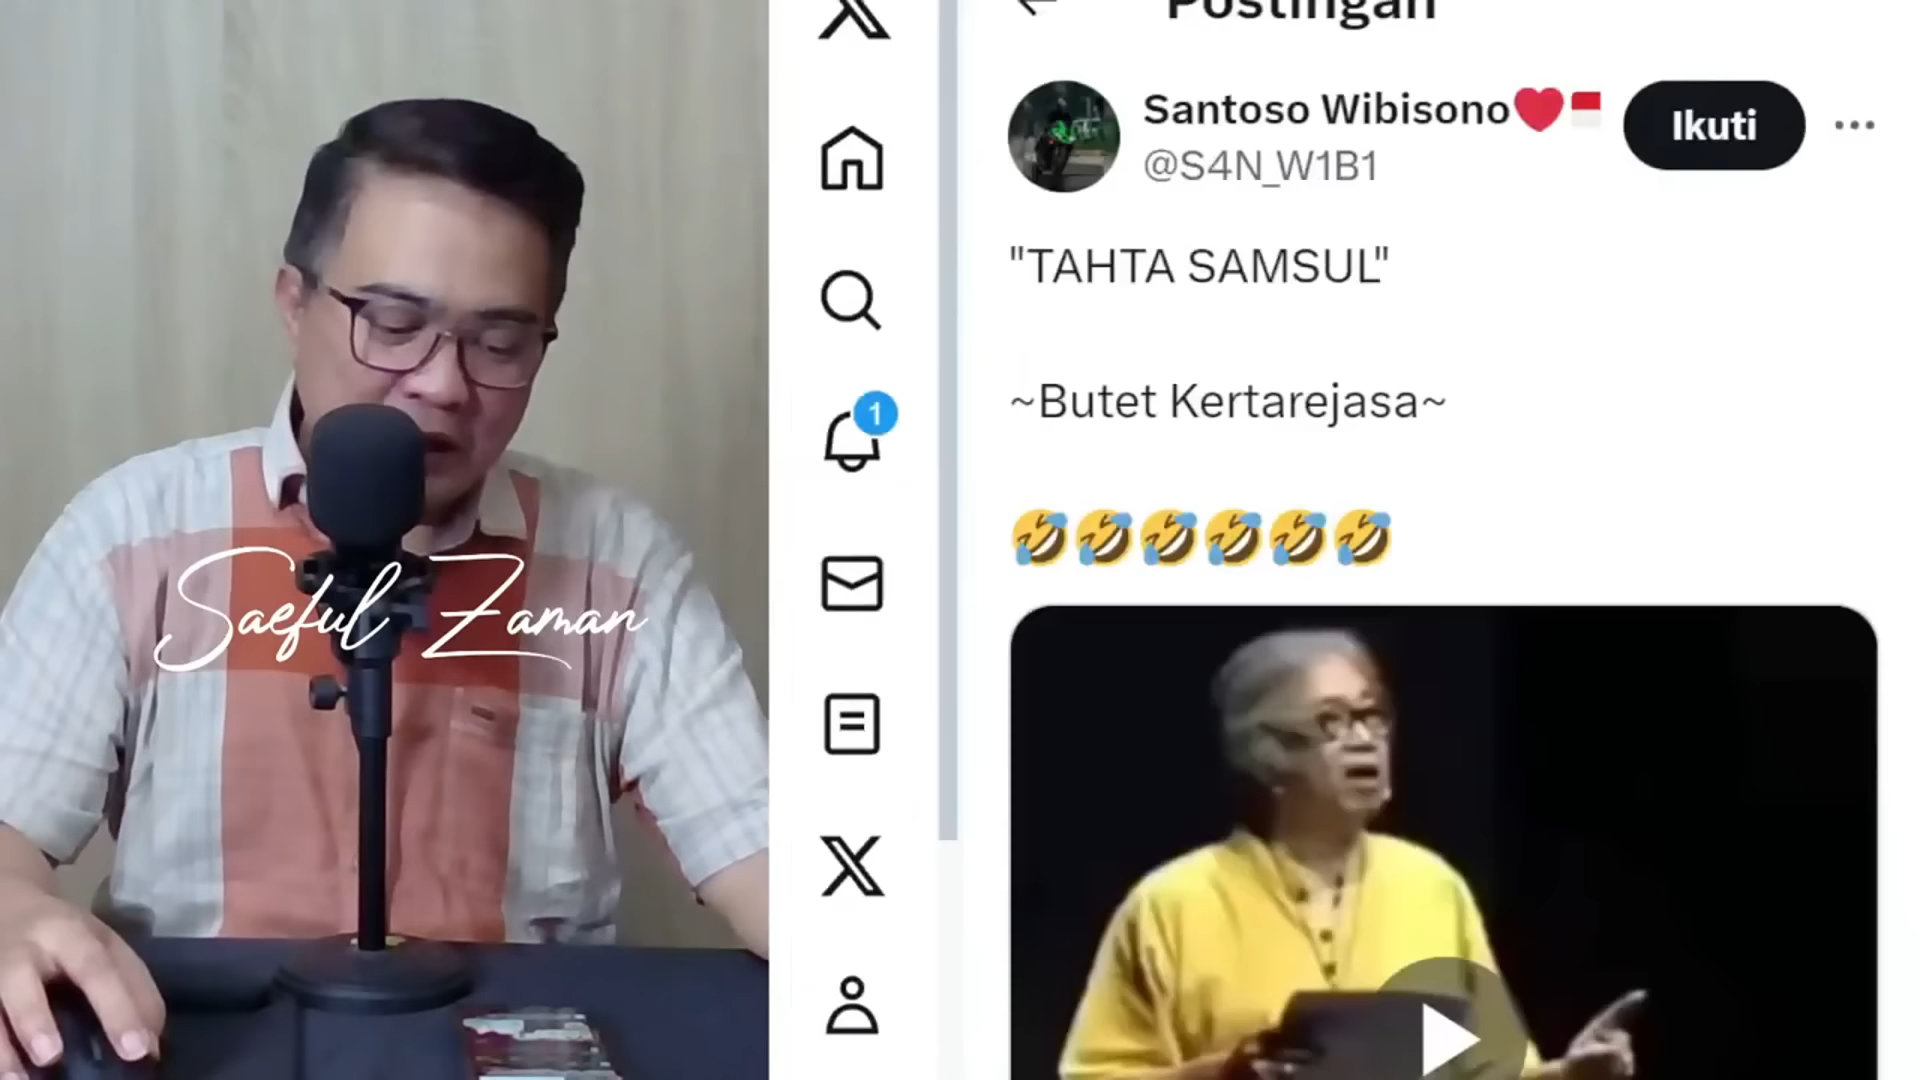 Postingan
Santoso Wibisono
@S4N_W1B1
Ikuti
"TAHTA SAMSUL"
~Butet Kertarejasa~
1
Saeful Zaman